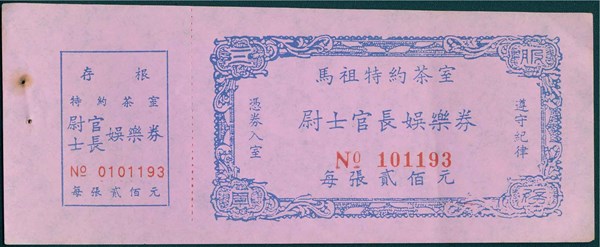 存根
特約茶室
尉士官長娛樂券
Nº 0101193
每張貳佰元
馬祖特約茶室
憑券入室
尉士官長娛樂券
遵守紀律
Nº 101193
每張貳佰元